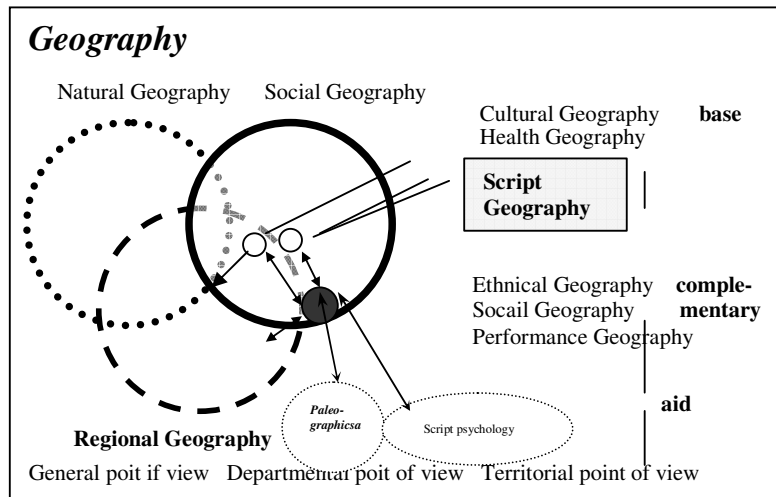 Geography
Natural Geography Social Geography
Cultural Geography base
Health Geography
Script
Geography
Ethnical Geography comple-
Socail Geography mentary
Performance Geography
aid
Paleo-
graphicsa
Script psychology
Regional Geography
General poit if view Departmental poit of view Territorial point of view